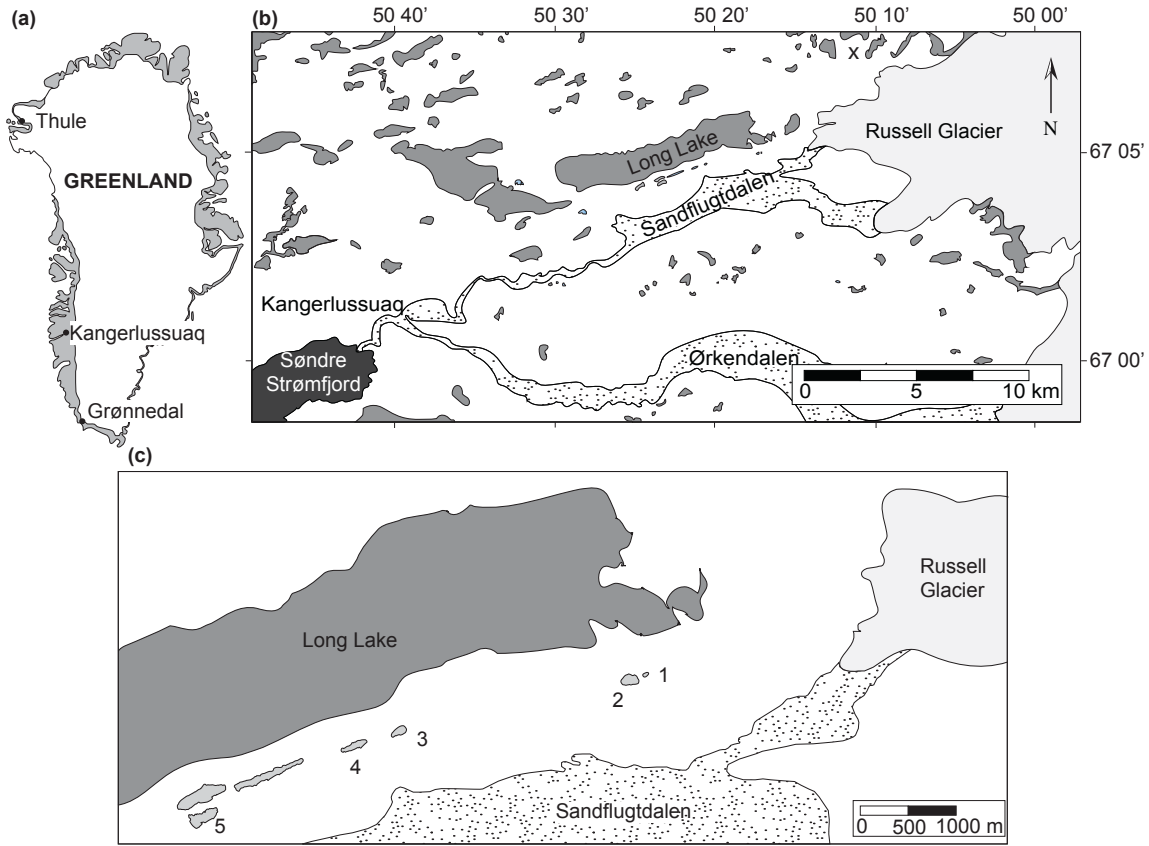 (a)
Thule
GREENLAND
Kangerlussuaq
Grønnedal
(b)
50 40’ 50 30’ 50 20’ 50 10’ 50 00’
X
N
Russell Glacier
Long Lake
67 05’
Sandflugtdalen
Kangerlussuaq
Søndre
Strømfjord
Ørkendalen
67 00’
0 5 10 km
(c)
Russell
Glacier
Long Lake
1
2
3
4
5
Sandflugtdalen
0 500 1000 m